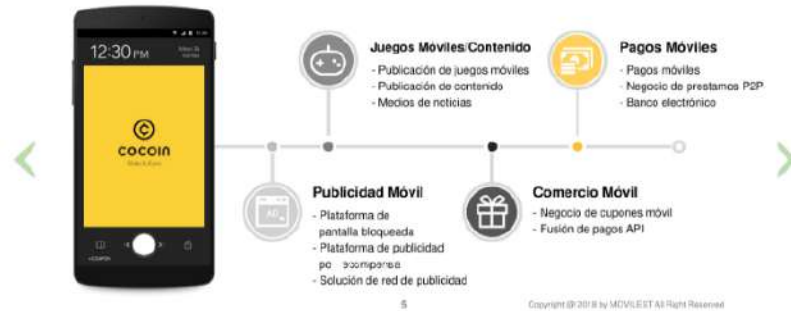 12:30 PM
cocoin
Juegos Móviles/Contenido
- Publicación de juegos móviles
- Publicación de contenido
- Medios de noticias
Pagos Móviles
- Pagos móviles
- Negocio de prestamos P2P
- Banco electrónico
AD
Publicidad Móvil
- Plataforma de
pantalla bloqueada
- Plataforma de publicidad
- Solución de red de publicidad
Comercio Móvil
- Negocio de cupones móvil
- Fusión de pagos API
5
Copyright @ 2018 by MOVILEST All Right Reserved